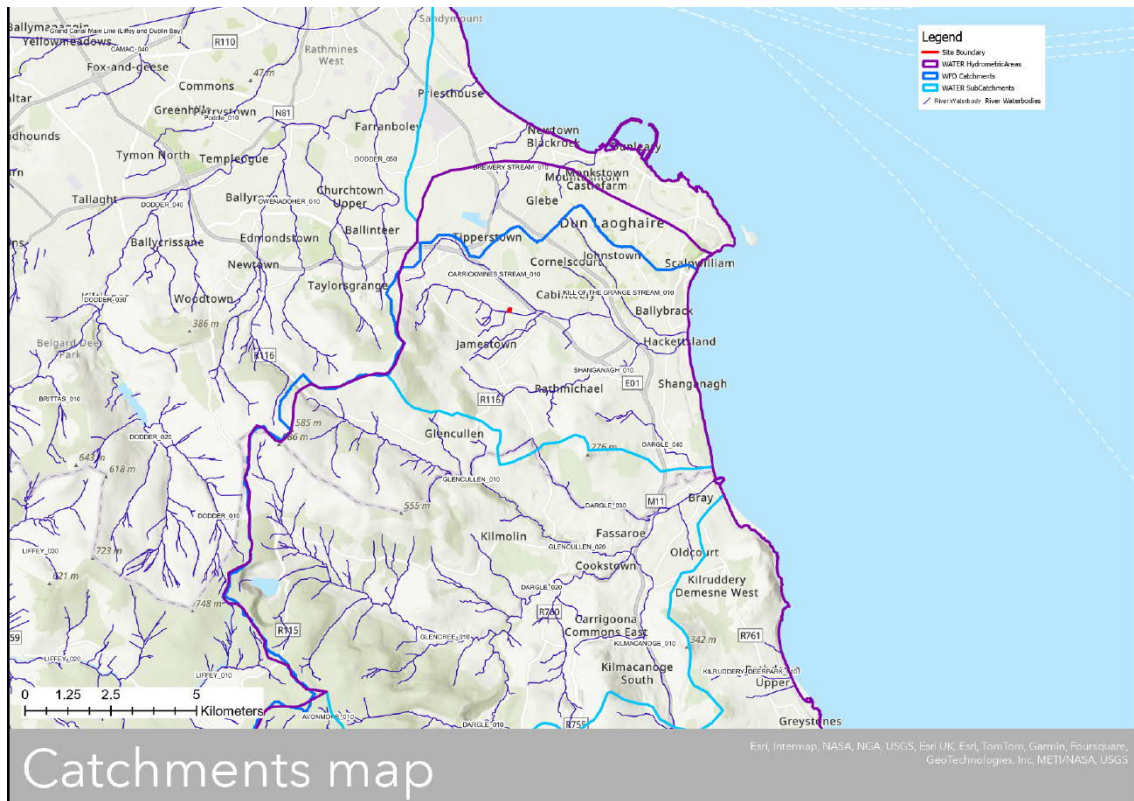 Sandymount
Grand Canal Main Line (Liffey and Dublin Bay)
Yellowmeadows
CAMAC_040
R110
Rathmines
West
Fox-and-geese
47 m
Commons
Priesthouse
Podde_010
N81
Farranboley
Tymon North
Templeogue
DODDER_050
Newtown
Blackrock
BREWERY STREAM_010
Monkstown
Castlefarm
Tallaght
DODDER_040
OWENADOHER_010
Churchtown
Upper
Glebe
Ballycrissane
Edmondstown
Ballinteer
Tipperstown
Dun Laoghaire
Newtown
Cornelscourt
Johnstown
Scalpwilliam
CARRICKMINES STREAM_010
DODDER_030
Woodtown
Taylorsgrange
Cabinteely
KILL OF THE GRANGE STREAM_010
Ballybrack
386 m
Belgard Deer
Park
R116
Jamestown
Hackettsland
SHANGANAGH_010
E01
Shanganagh
Rathmichael
R116
BRITTAS_010
585 m
DODDER_020
Glencullen
276 m
DARGLE_040
643 m
618 m
GLENCULLEN_010
M11
Bray
DODDER_010
555 m
DARGLE_030
Kilmolin
Fassaroe
LIFFEY_030
723 m
GLENCULLEN_020
Oldcourt
621 m
Cookstown
Kilruddery
Demesne West
748 m
DARGLE_020
R760
R115
Carrigoona
Commons East
59
GLENCREE_010
342 m
R761
KILMACANOGE_010
LIFFEY_020
LIFFEY_010
Kilmacanoge
South
KILRUDDERY_DEERPARK_010
Upper
AVONMORE_010
DARGLE_010
R755
Greystones
Legend
Site Boundary
WATER HydrometricAreas
WFD Catchments
WATER SubCatchments
River Waterbody River Waterbodies
0 1.25 2.5 5
Kilometers
Catchments map
Esri, Intermap, NASA, NGA, USGS, Esri UK, Esri, TomTom, Garmin, Foursquare,
GeoTechnologies, Inc, METI/NASA, USGS